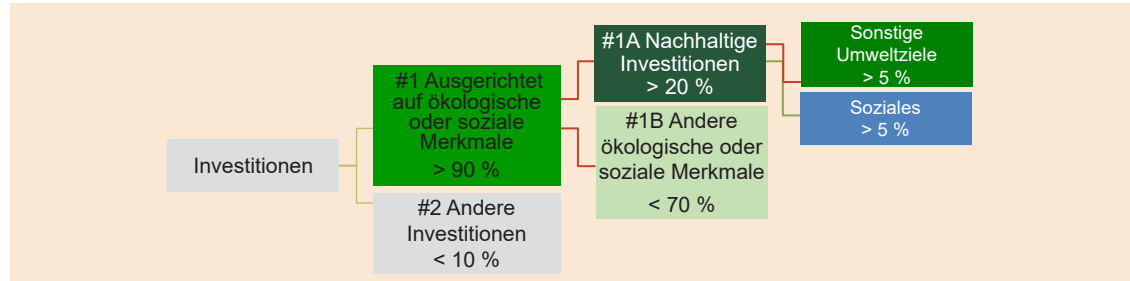 Investitionen
#1 Ausgerichtet
auf ökologische
oder soziale
Merkmale
> 90 %
#2 Andere
Investitionen
< 10 %
#1A Nachhaltige
Investitionen
> 20 %
#1B Andere
ökologische oder
soziale Merkmale
< 70 %
Sonstige
Umweltziele
> 5 %
Soziales
> 5 %